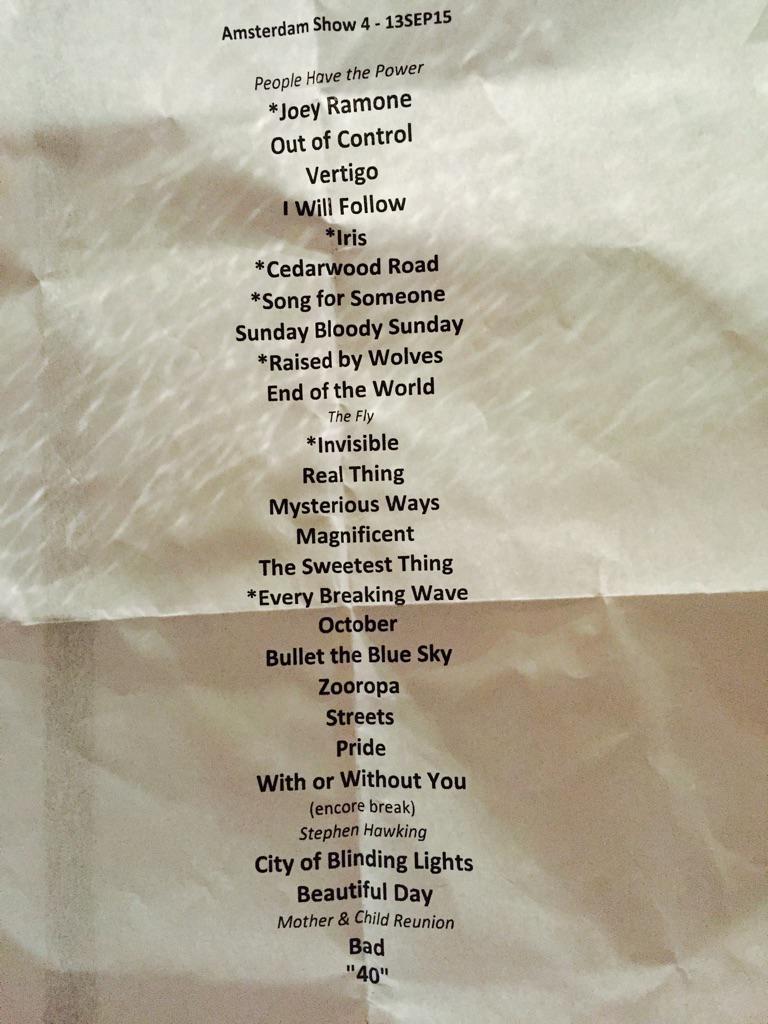 Amsterdam Show 4 - 13SEP15
People Have the Power
*Joey Ramone
Out of Control
Vertigo
I Will Follow
*Iris
*Cedarwood Road
*Song for Someone
Sunday Bloody Sunday
*Raised by Wolves
End of the World
The Fly
*Invisible
Real Thing
Mysterious Ways
Magnificent
The Sweetest Thing
*Every Breaking Wave
October
Bullet the Blue Sky
Zooropa
Streets
Pride
With or Without You
(encore break)
Stephen Hawking
City of Blinding Lights
Beautiful Day
Mother & Child Reunion
Bad
"40"